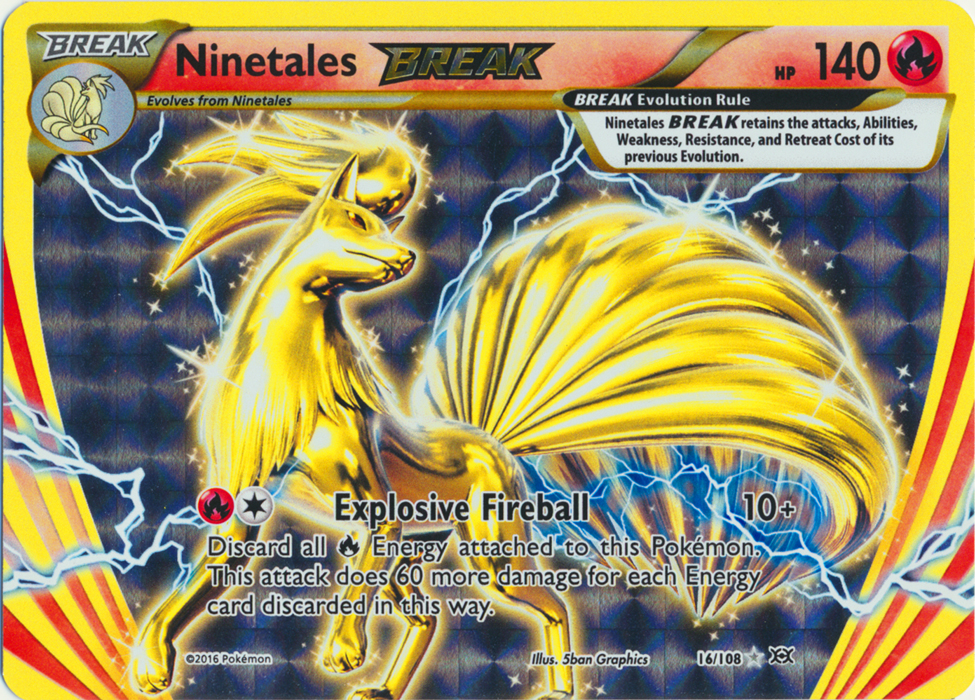 BREAK
Ninetales BREAK
HP 140
Evolves from Ninetales
BREAK Evolution Rule
Ninetales BREAK retains the attacks, Abilities,
Weakness, Resistance, and Retreat Cost of its
previous Evolution.
Explosive Fireball 10+
Discard all Energy attached to this Pokémon.
This attack does 60 more damage for each Energy
card discarded in this way.
©2016 Pokémon
Illus. 5ban Graphics
16/108